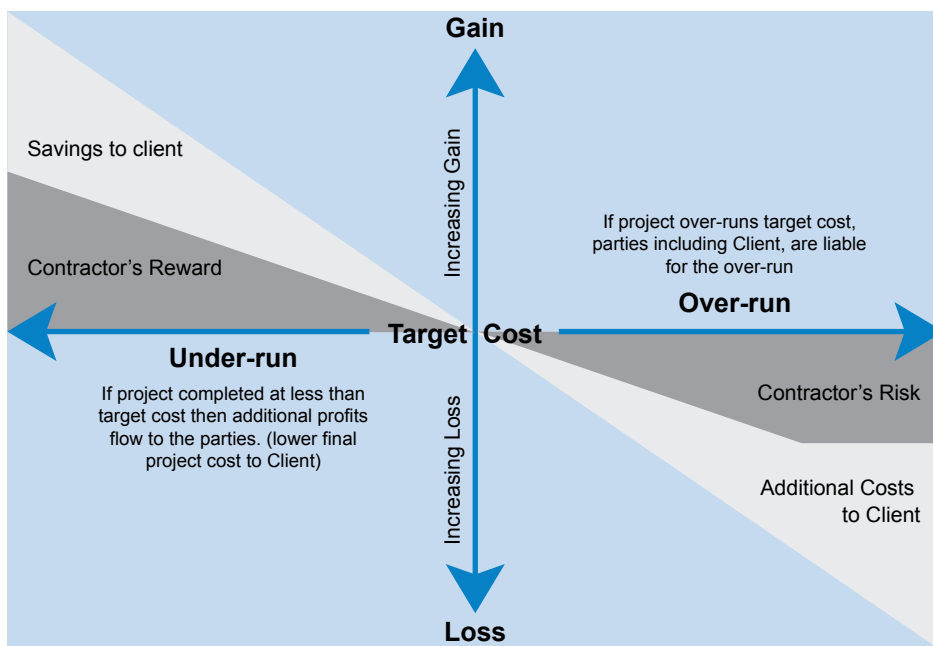 Gain
Savings to client
Increasing Gain
Contractor's Reward
If project over-runs target cost,
parties including Client, are liable
for the over-run
Over-run
Target Cost
Under-run
If project completed at less than
target cost then additional profits
flow to the parties. (lower final
project cost to Client)
Increasing Loss
Contractor's Risk
Additional Costs
to Client
Loss